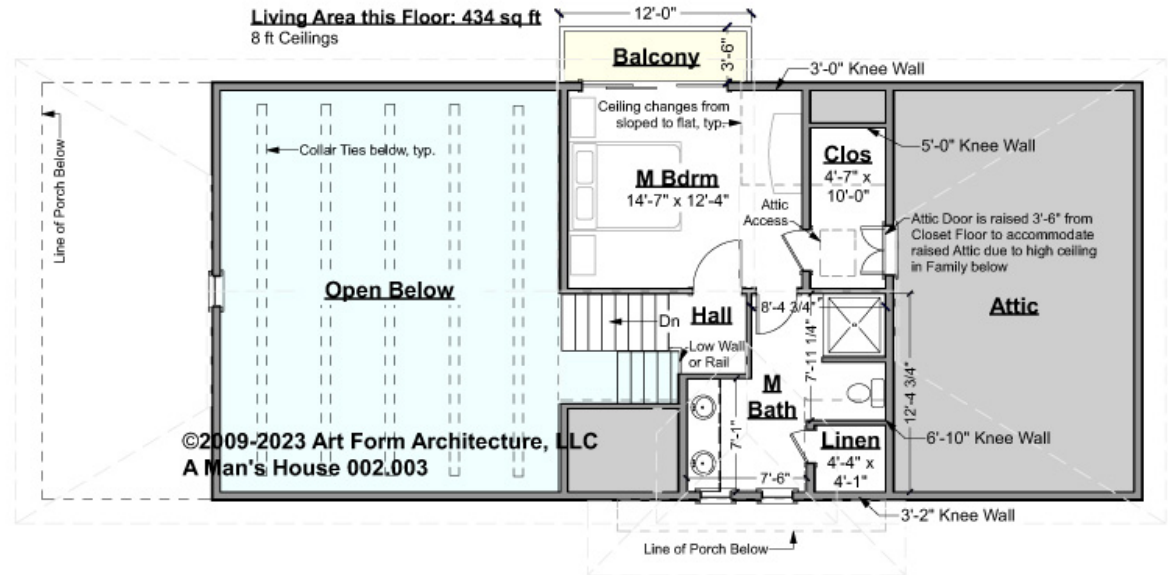 Living Area this Floor: 434 sq ft
8 ft Ceilings
12'-0"
Balcony
3'-6"
3'-0" Knee Wall
Ceiling changes from
sloped to flat, typ.
5'-0" Knee Wall
Line of Porch Below
Collar Ties below, typ.
Clos
4'-7" x
10'-0"
M Bdrm
14'-7" x 12'-4"
Attic
Access
Attic Door is raised 3'-6" from
Closet Floor to accommodate
raised Attic due to high ceiling
in Family below
Open Below
Attic
8'-4 3/4"
Dn
Hall
Low Wall
or Rail
7'-11 1/4"
12'-4 3/4"
M
Bath
7'-1"
6'-10" Knee Wall
Linen
4'-4" x
4'-1"
7'-6"
©2009-2023 Art Form Architecture, LLC
A Man's House 002.003
3'-2" Knee Wall
Line of Porch Below